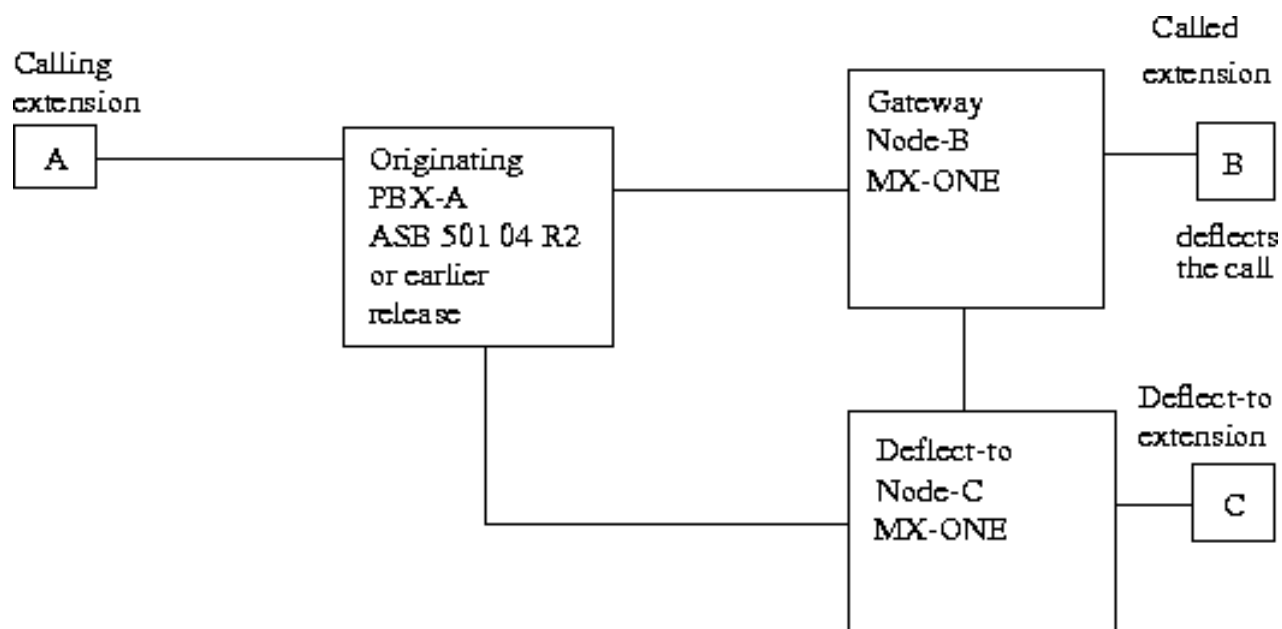 Calling
extension
A
Originating
PBX-A
ASB 501 04 R2
or earlier
release
Gateway
Node-B
MX-ONE
Called
extension
B
deflects
the call
Deflect-to
Node-C
MX-ONE
Deflect-to
extension
C